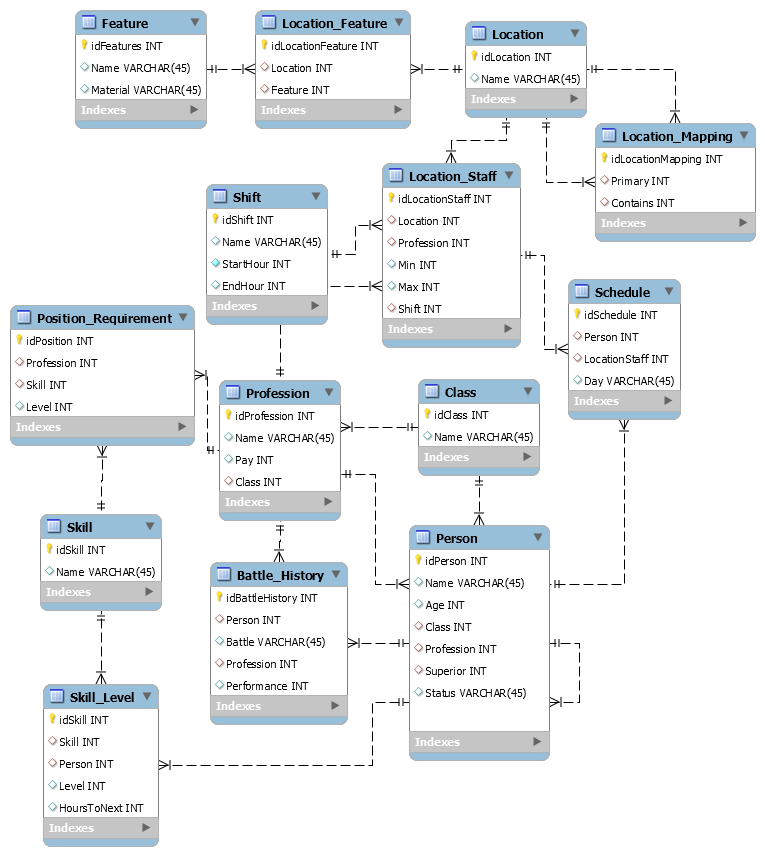 Feature
idFeatures INT
Name VARCHAR(45)
Material VARCHAR(45)
Indexes
Location_Feature
idLocationFeature INT
Location INT
Feature INT
Indexes
Location
idLocation INT
Name VARCHAR(45)
Indexes
Location_Mapping
idLocationMapping INT
Primary INT
Contains INT
Indexes
Location_Staff
idLocationStaff INT
Location INT
Profession INT
Min INT
Max INT
Shift INT
Indexes
Shift
idShift INT
Name VARCHAR(45)
StartHour INT
EndHour INT
Indexes
Schedule
idSchedule INT
Person INT
LocationStaff INT
Day VARCHAR(45)
Indexes
Position_Requirement
idPosition INT
Profession INT
Skill INT
Level INT
Indexes
Profession
idProfession INT
Name VARCHAR(45)
Pay INT
Class INT
Indexes
Class
idClass INT
Name VARCHAR(45)
Indexes
Skill
idSkill INT
Name VARCHAR(45)
Indexes
Battle_History
idBattleHistory INT
Person INT
Battle VARCHAR(45)
Profession INT
Performance INT
Indexes
Person
idPerson INT
Name VARCHAR(45)
Age INT
Class INT
Profession INT
Superior INT
Status VARCHAR(45)
Indexes
Skill_Level
idSkill INT
Skill INT
Person INT
Level INT
HoursToNext INT
Indexes